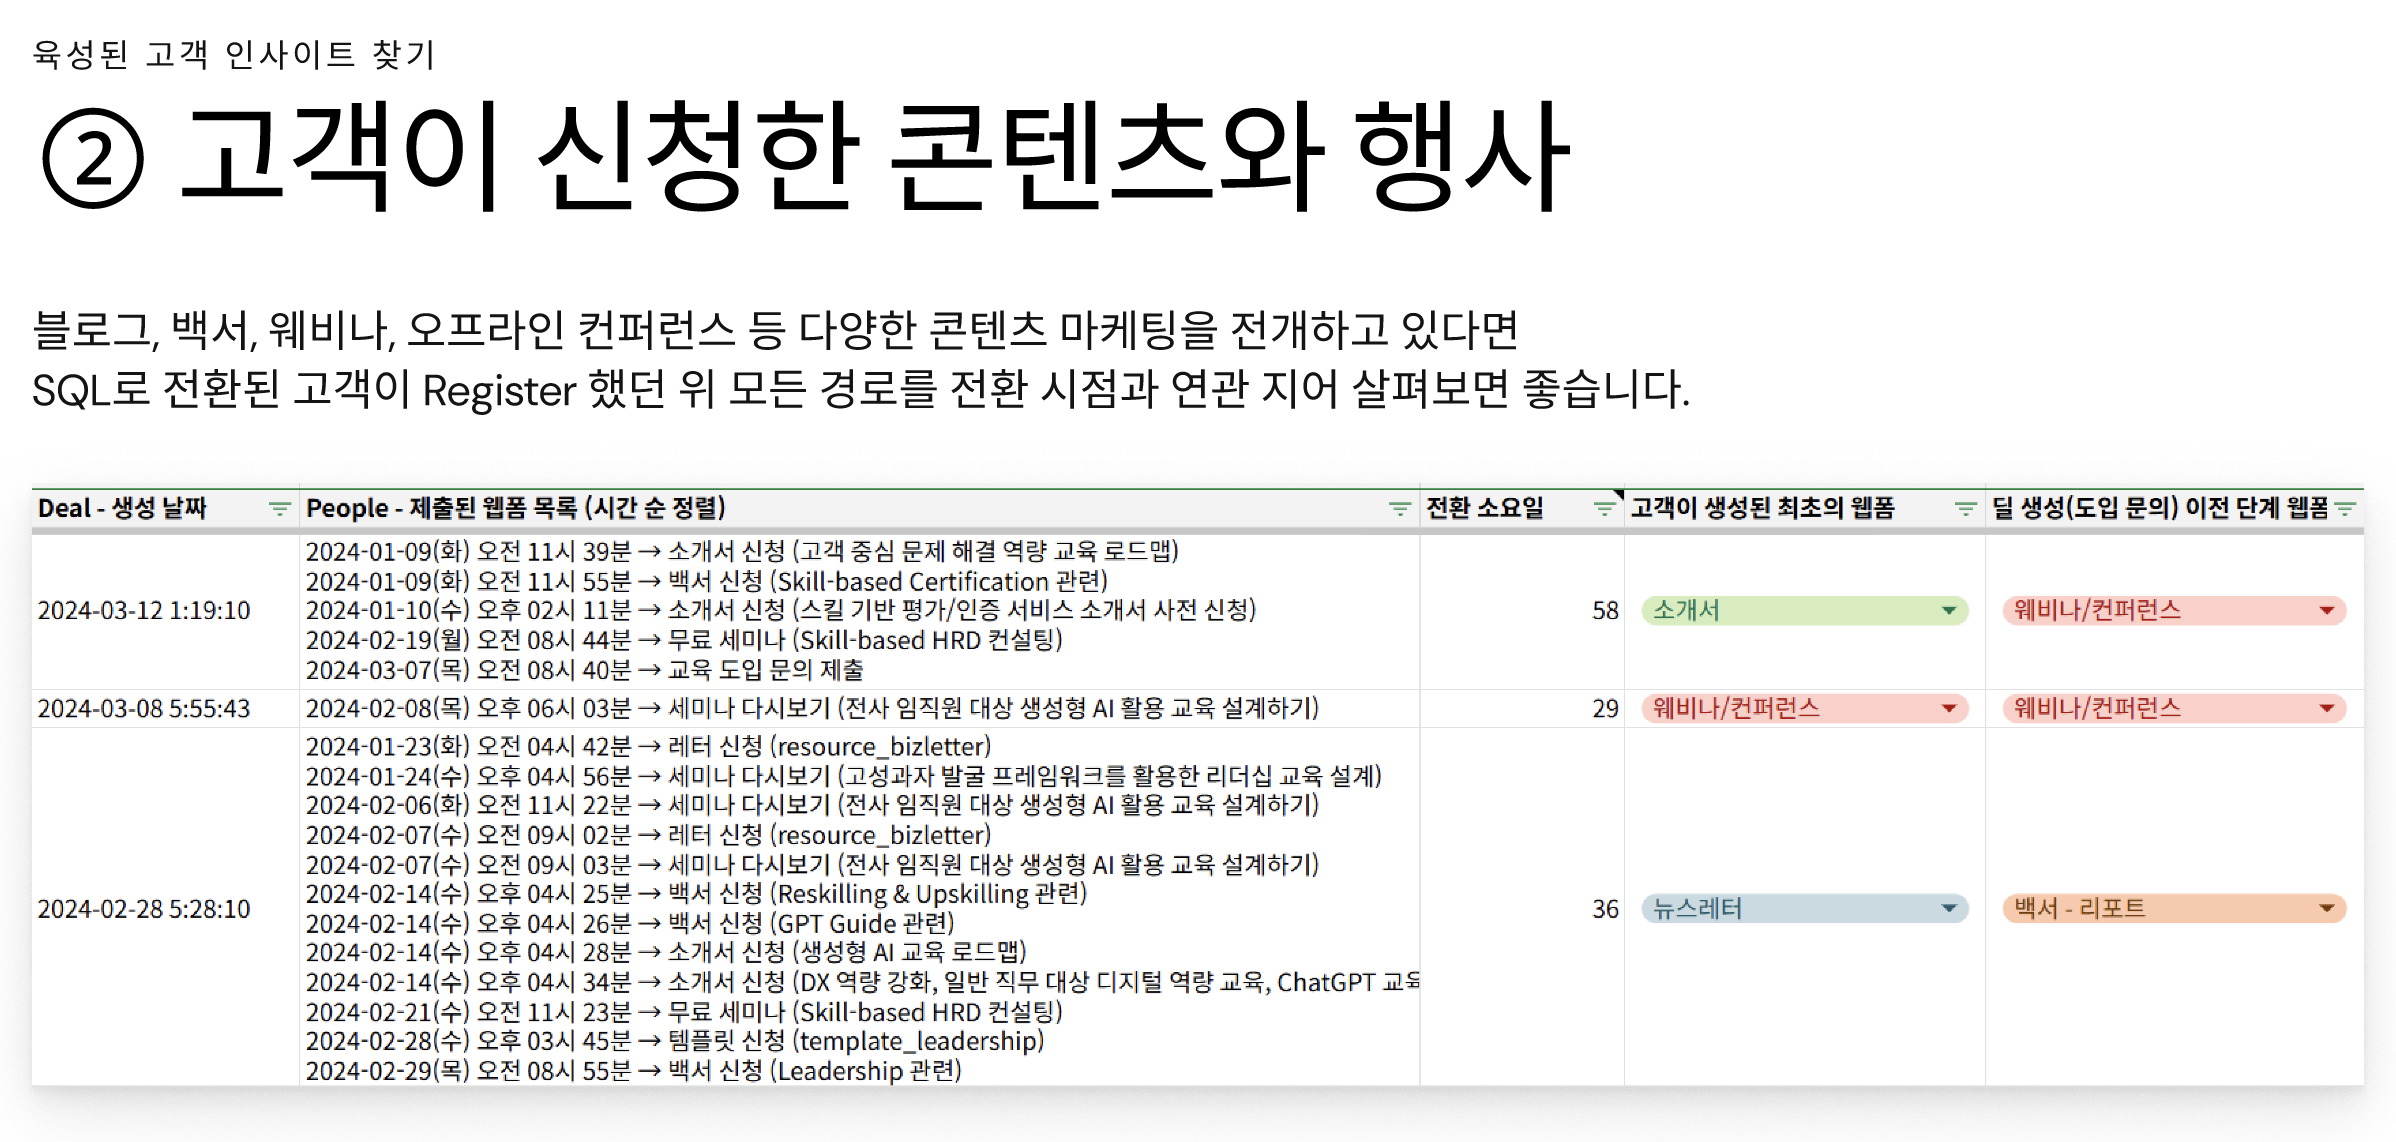 육성된 고객 인사이트 찾기
② 고객이 신청한 콘텐츠와 행사
블로그, 백서, 웨비나, 오프라인 컨퍼런스 등 다양한 콘텐츠 마케팅을 전개하고 있다면
SQL로 전환된 고객이 Register 했던 위 모든 경로를 전환 시점과 연관 지어 살펴보면 좋습니다.
Deal - 생성 날짜 People - 제출된 웹폼 목록 (시간 순 정렬) 전환 소요일 고객이 생성된 최초의 웹폼 딜 생성(도입 문의) 이전 단계 웹폼
2024-01-09(화) 오전 11시 39분 → 소개서 신청 (고객 중심 문제 해결 역량 교육 로드맵)
2024-01-09(화) 오전 11시 55분 → 백서 신청 (Skill-based Certification 관련)
2024-03-12 1:19:10 2024-01-10(수) 오후 02시 11분 → 소개서 신청 (스킬 기반 평가/인증 서비스 소개서 사전 신청) 58 소개서 웨비나/컨퍼런스
2024-02-19(월) 오전 08시 44분 → 무료 세미나 (Skill-based HRD 컨설팅)
2024-03-07(목) 오전 08시 40분 → 교육 도입 문의 제출
2024-03-08 5:55:43 2024-02-08(목) 오후 06시 03분 → 세미나 다시보기 (전사 임직원 대상 생성형 AI 활용 교육 설계하기) 29 웨비나/컨퍼런스 웨비나/컨퍼런스
2024-01-23(화) 오전 04시 42분 → 레터 신청 (resource_bizletter)
2024-01-24(수) 오후 04시 56분 → 세미나 다시보기 (고성과자 발굴 프레임워크를 활용한 리더십 교육 설계)
2024-02-06(화) 오전 11시 22분 → 세미나 다시보기 (전사 임직원 대상 생성형 AI 활용 교육 설계하기)
2024-02-07(수) 오전 09시 02분 → 레터 신청 (resource_bizletter)
2024-02-07(수) 오전 09시 03분 → 세미나 다시보기 (전사 임직원 대상 생성형 AI 활용 교육 설계하기)
2024-02-14(수) 오후 04시 25분 → 백서 신청 (Reskilling & Upskilling 관련)
2024-02-28 5:28:10 2024-02-14(수) 오후 04시 26분 → 백서 신청 (GPT Guide 관련) 36 뉴스레터 백서 - 리포트
2024-02-14(수) 오후 04시 28분 → 소개서 신청 (생성형 AI 교육 로드맵)
2024-02-14(수) 오후 04시 34분 → 소개서 신청 (DX 역량 강화, 일반 직무 대상 디지털 역량 교육, ChatGPT 교육
2024-02-21(수) 오전 11시 23분 → 무료 세미나 (Skill-based HRD 컨설팅)
2024-02-28(수) 오후 03시 45분 → 템플릿 신청 (template_leadership)
2024-02-29(목) 오전 08시 55분 → 백서 신청 (Leadership 관련)